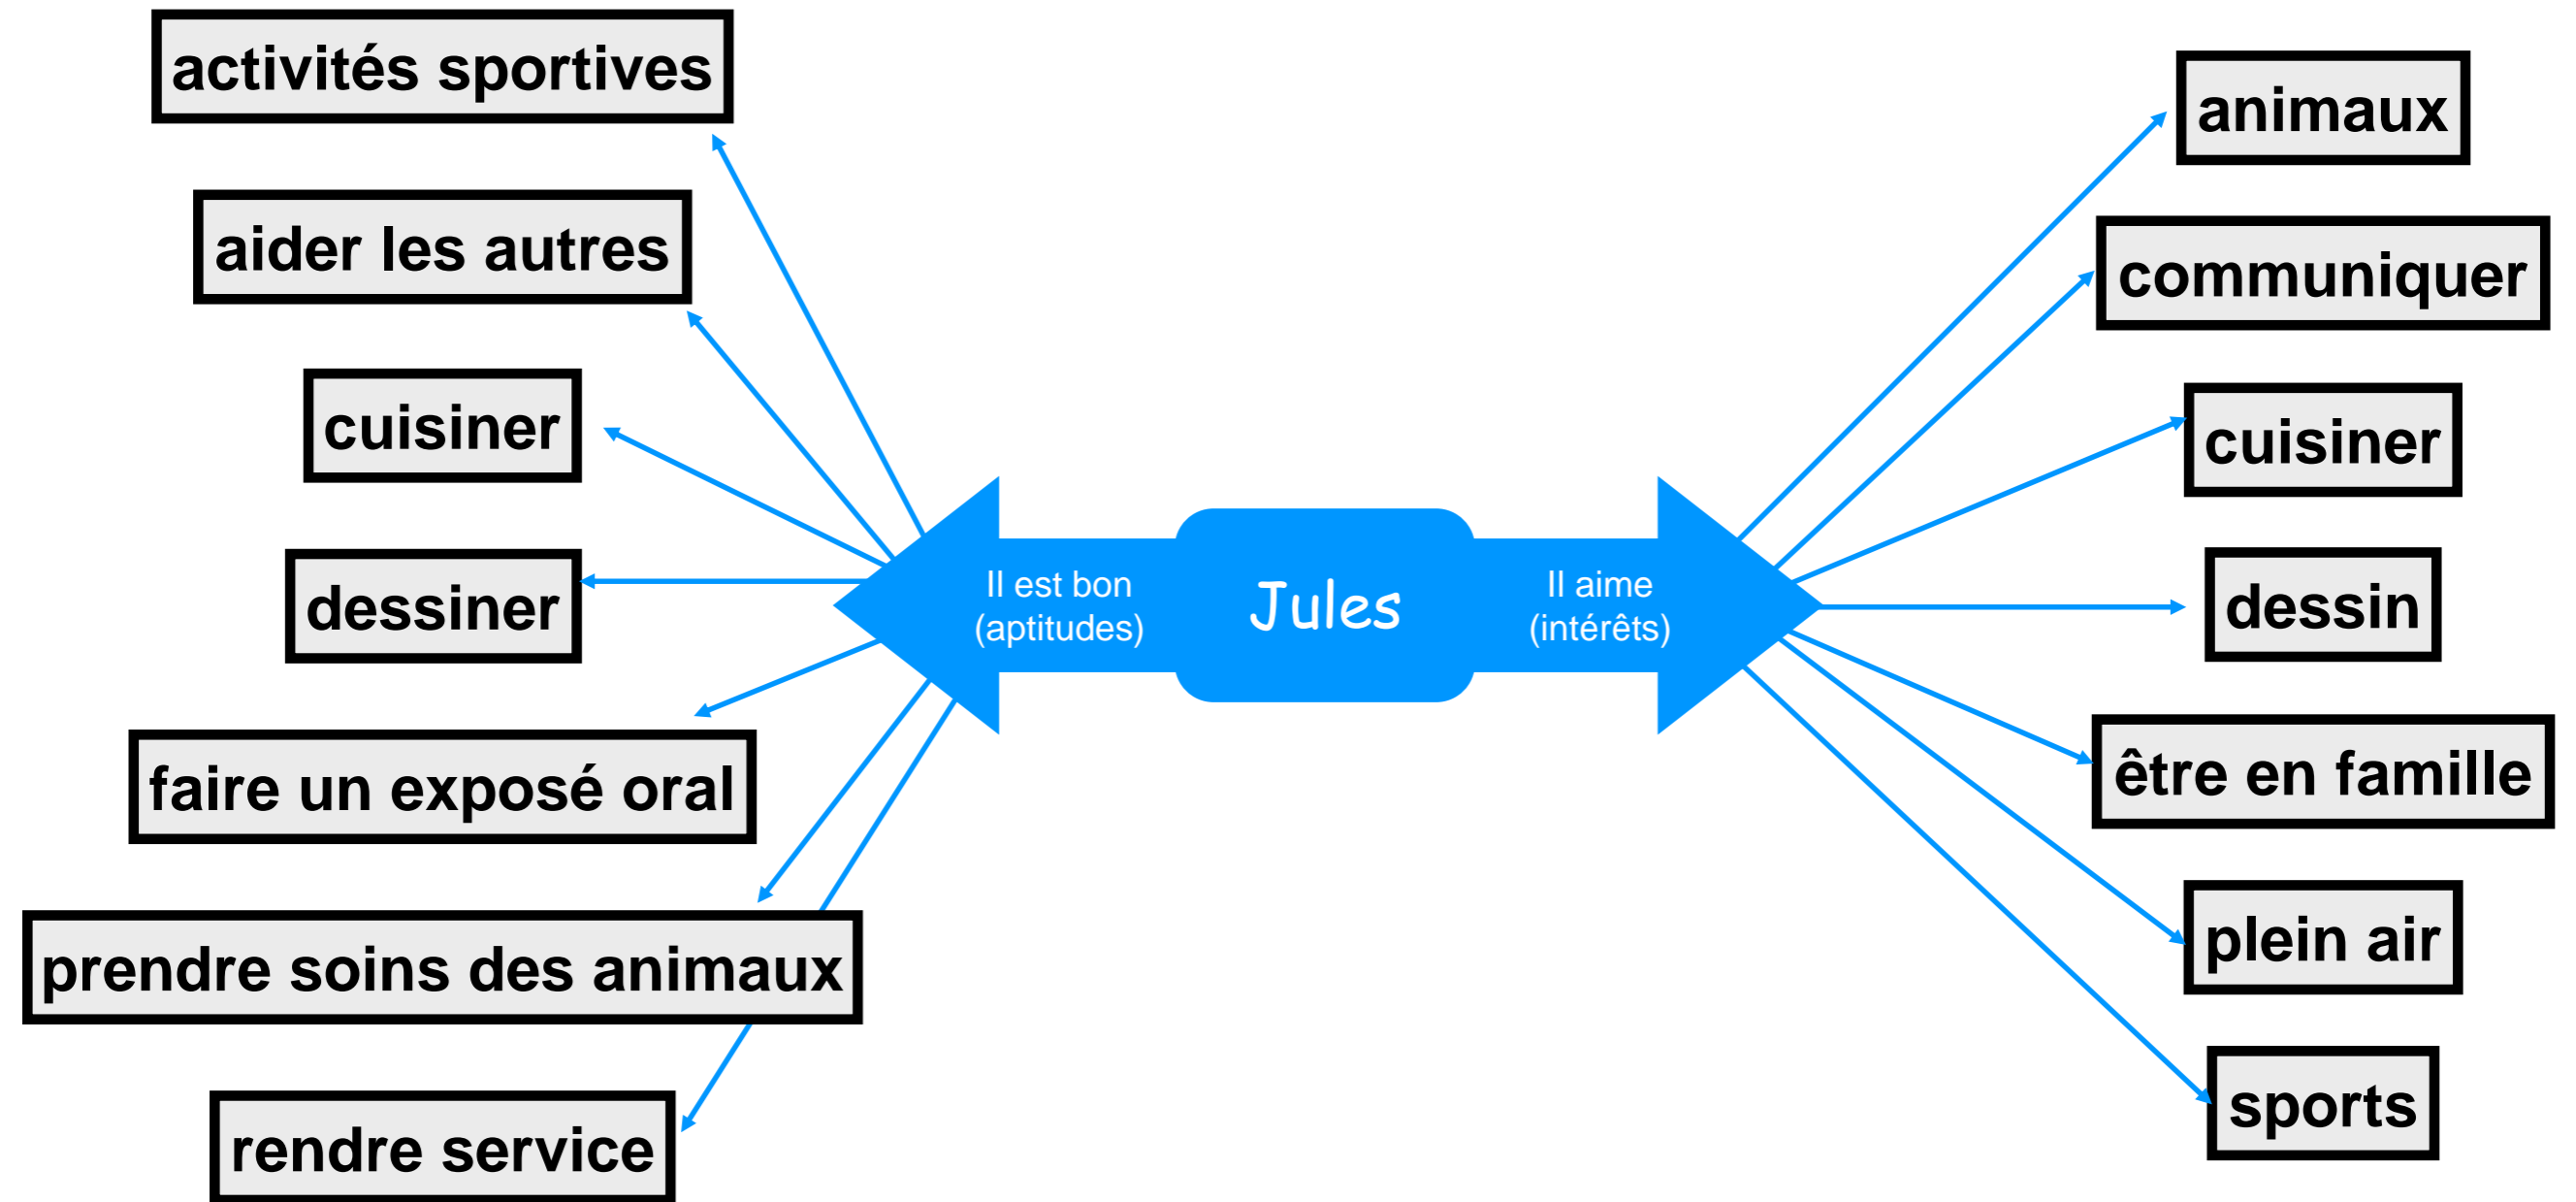 activités sportives
aider les autres
cuisiner
dessiner
faire un exposé oral
prendre soins des animaux
rendre service
Il est bon
(aptitudes)
Jules
Il aime
(intérêts)
animaux
communiquer
cuisiner
dessin
être en famille
plein air
sports